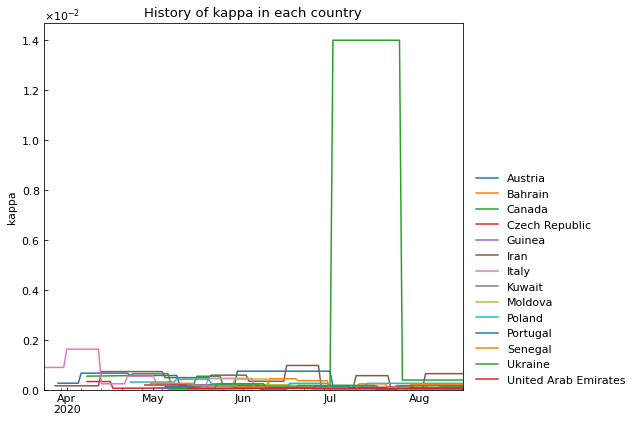 History of kappa in each country
×10⁻²
1.4
1.2
1.0
0.8
0.6
0.4
0.2
0.0
kappa
Apr
2020
May
Jun
Jul
Aug
Austria
Bahrain
Canada
Czech Republic
Guinea
Iran
Italy
Kuwait
Moldova
Poland
Portugal
Senegal
Ukraine
United Arab Emirates